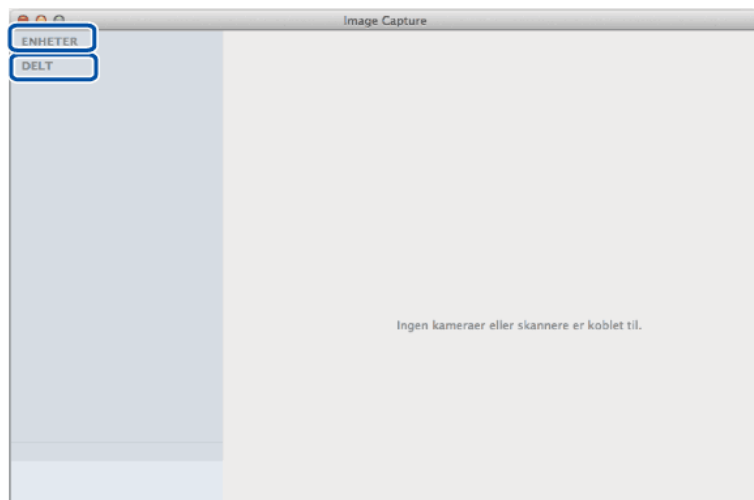 Image Capture
ENHETER
DELT
Ingen kameraer eller skannere er koblet til.